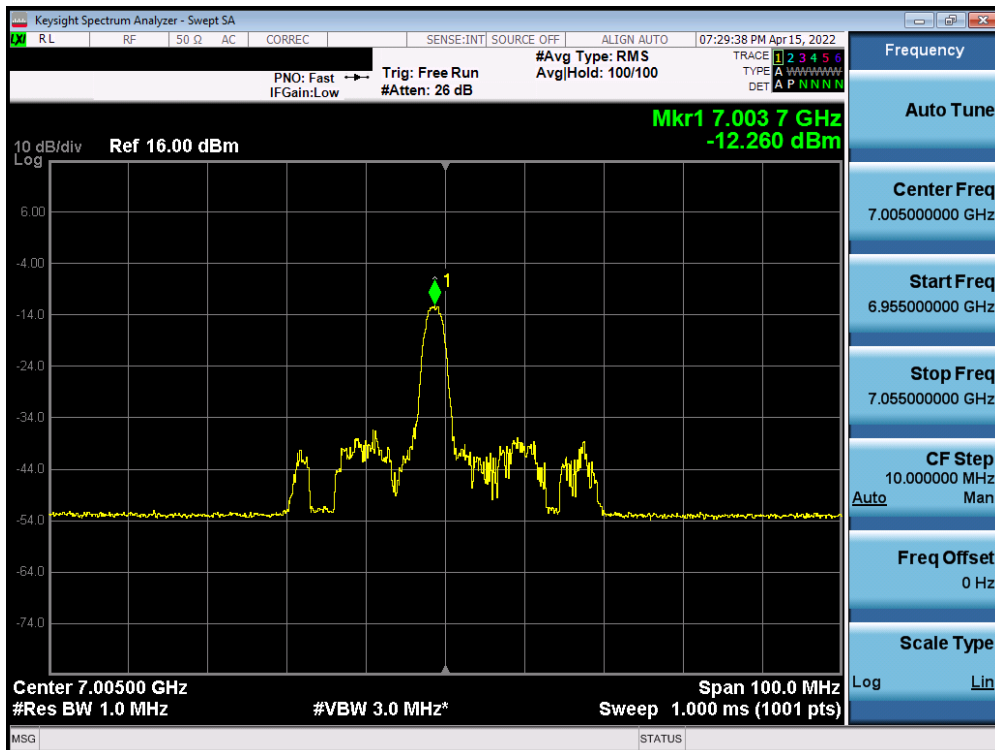 Keysight Spectrum Analyzer - Swept SA
LXI RL RF 50 Ω AC CORREC SENSE:INT SOURCE OFF ALIGN AUTO 07:29:38 PM Apr 15, 2022
PNO: Fast Trig: Free Run #Avg Type: RMS TRACE 1 2 3 4 5 6
IFGain:Low #Atten: 26 dB Avg|Hold: 100/100 TYPE A WWWWW
DET A P N N N N
Mkr1 7.003 7 GHz
-12.260 dBm
10 dB/div Ref 16.00 dBm
Log
6.00
-4.00
1
-14.0
-24.0
-34.0
-44.0
-54.0
-64.0
-74.0
Center 7.00500 GHz Span 100.0 MHz
#Res BW 1.0 MHz #VBW 3.0 MHz* Sweep 1.000 ms (1001 pts)
MSG STATUS
Frequency
Auto Tune
Center Freq
7.005000000 GHz
Start Freq
6.955000000 GHz
Stop Freq
7.055000000 GHz
CF Step
10.000000 MHz
Auto Man
Freq Offset
0 Hz
Scale Type
Log Lin